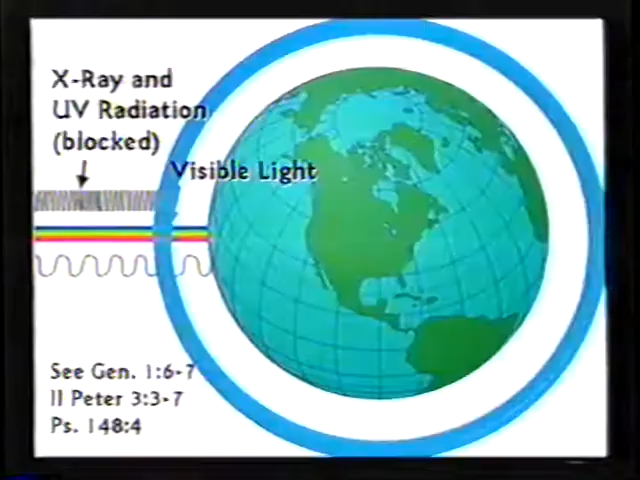 X-Ray and
UV Radiation
(blocked)
Visible Light
See Gen. 1:6-7
II Peter 3:3-7
Ps. 148:4